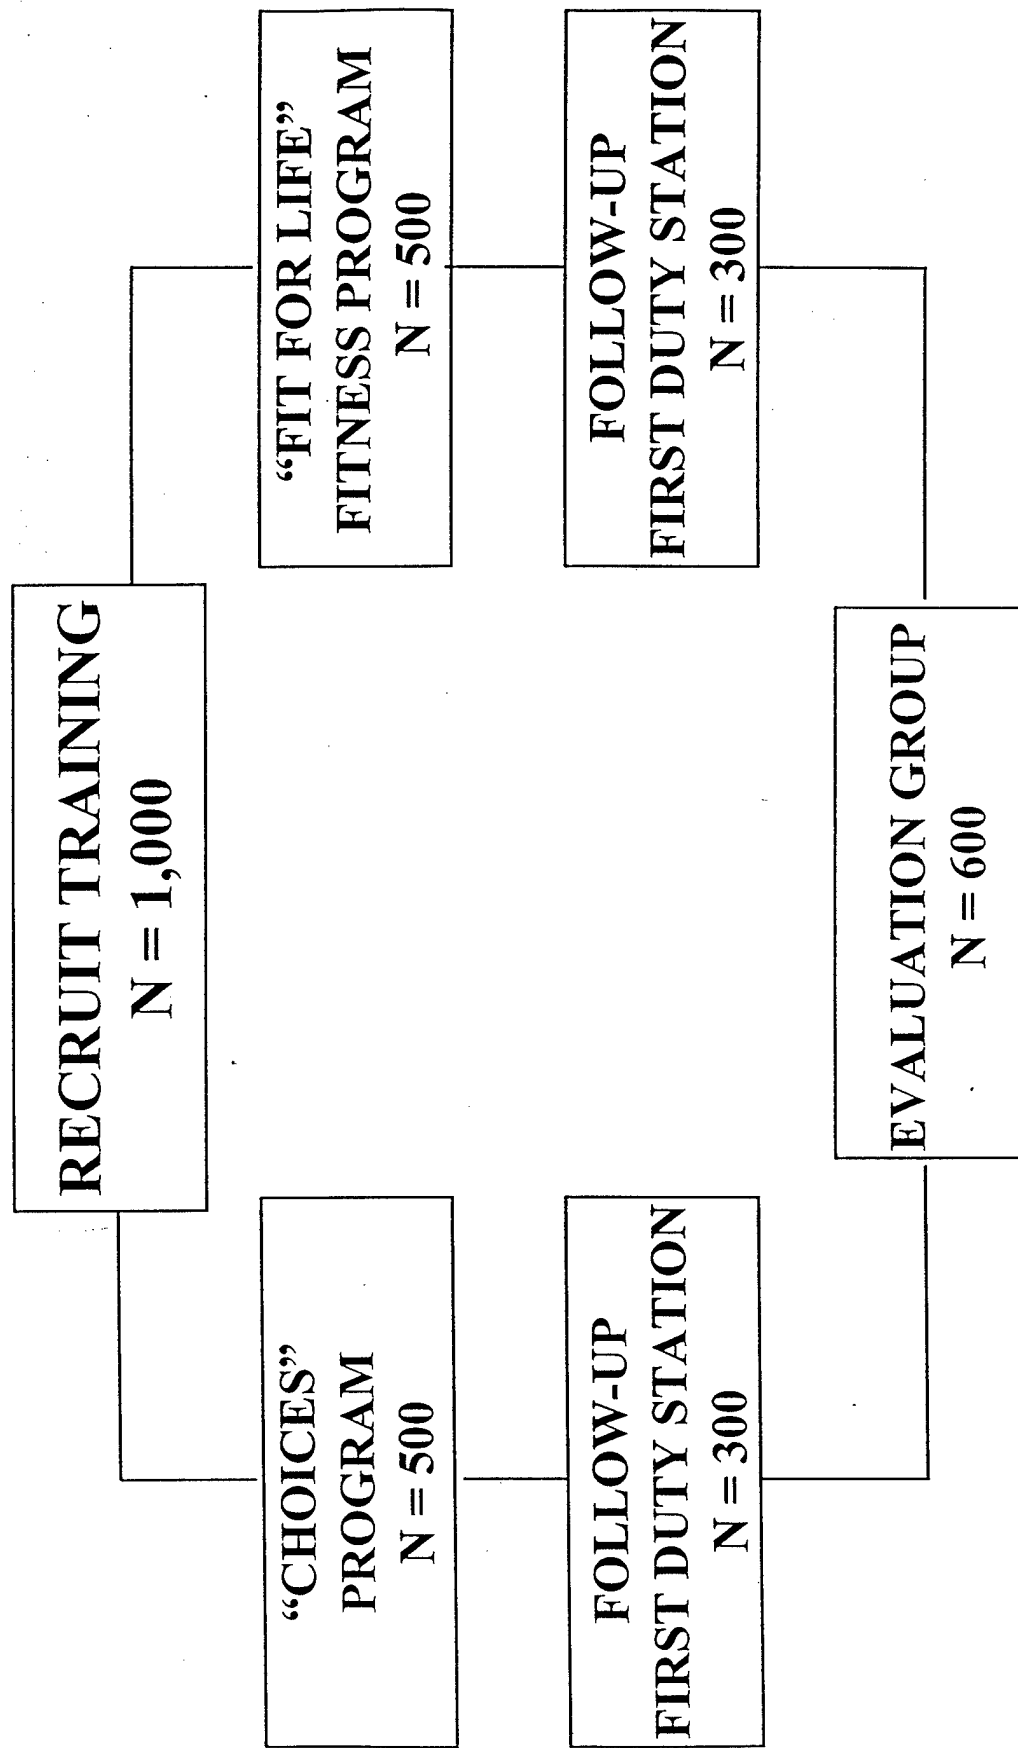 RECRUIT TRAINING
N = 1,000
“CHOICES”
PROGRAM
N = 500
“FIT FOR LIFE”
FITNESS PROGRAM
N = 500
FOLLOW-UP
FIRST DUTY STATION
N = 300
FOLLOW-UP
FIRST DUTY STATION
N = 300
EVALUATION GROUP
N = 600